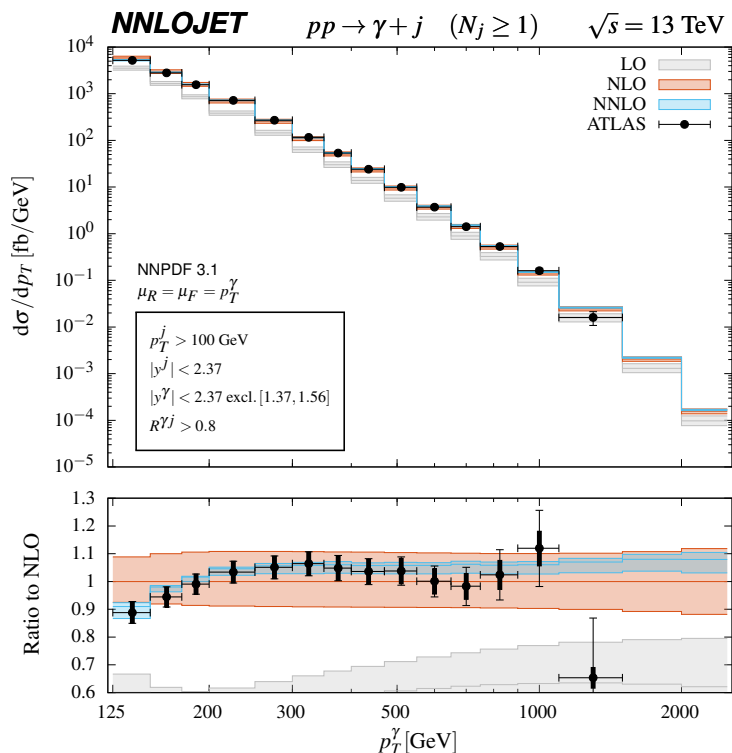 NNLOJET pp → γ + j (N_j ≥ 1) √s = 13 TeV
LO
NLO
NNLO
ATLAS
dσ/dp_T [fb/GeV]
10^4
10^3
10^2
10^1
10^0
10^−1
10^−2
10^−3
10^−4
10^−5
NNPDF 3.1
μ_R = μ_F = p_T^γ
p_T^j > 100 GeV
|y^j| < 2.37
|y^γ| < 2.37 excl. [1.37, 1.56]
R^γj > 0.8
Ratio to NLO
1.3
1.2
1.1
1
0.9
0.8
0.7
0.6
125 200 300 500 1000 2000
p_T^γ [GeV]